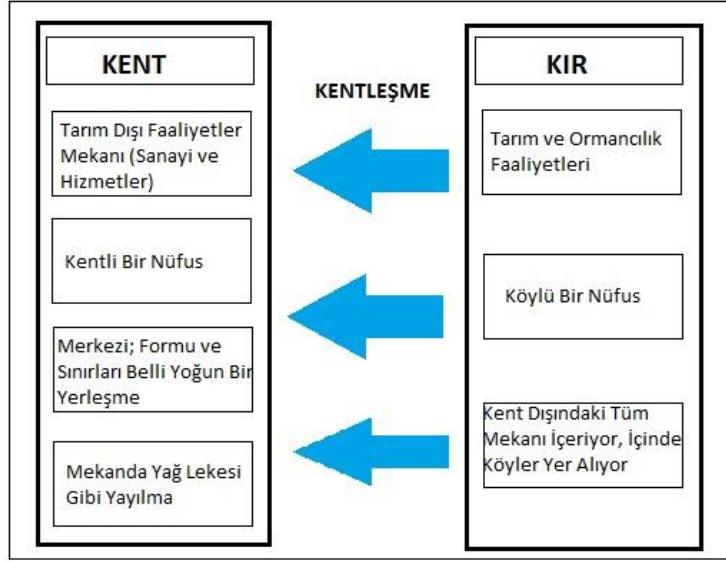 KENT
Tarım Dışı Faaliyetler
Mekanı (Sanayi ve
Hizmetler)
Kentli Bir Nüfus
Merkezi; Formu ve
Sınırları Belli Yoğun Bir
Yerleşme
Mekanda Yağ Lekesi
Gibi Yayılma
KENTLEŞME
KIR
Tarım ve Ormancılık
Faaliyetleri
Köylü Bir Nüfus
Kent Dışındaki Tüm
Mekanı İçeriyor, İçinde
Köyler Yer Alıyor